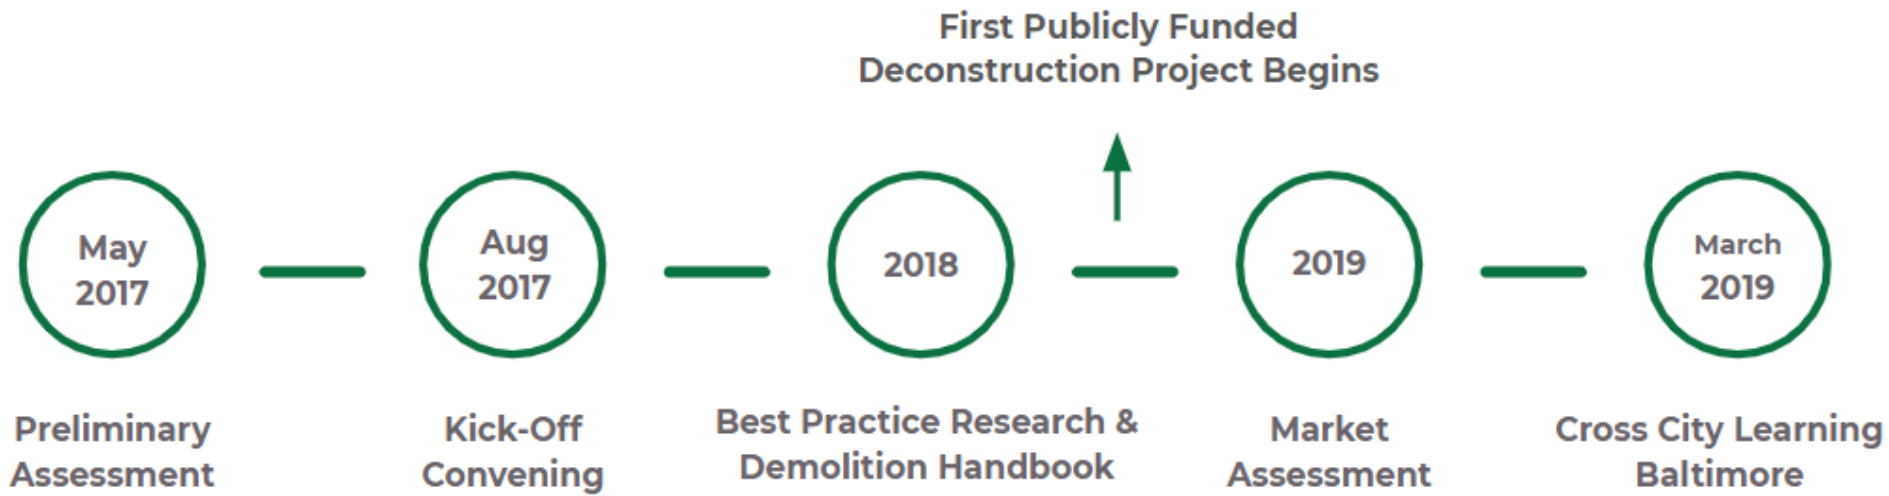 First Publicly Funded
Deconstruction Project Begins
May
2017
Aug
2017
2018
2019
March
2019
Preliminary
Assessment
Kick-Off
Convening
Best Practice Research &
Demolition Handbook
Market
Assessment
Cross City Learning
Baltimore